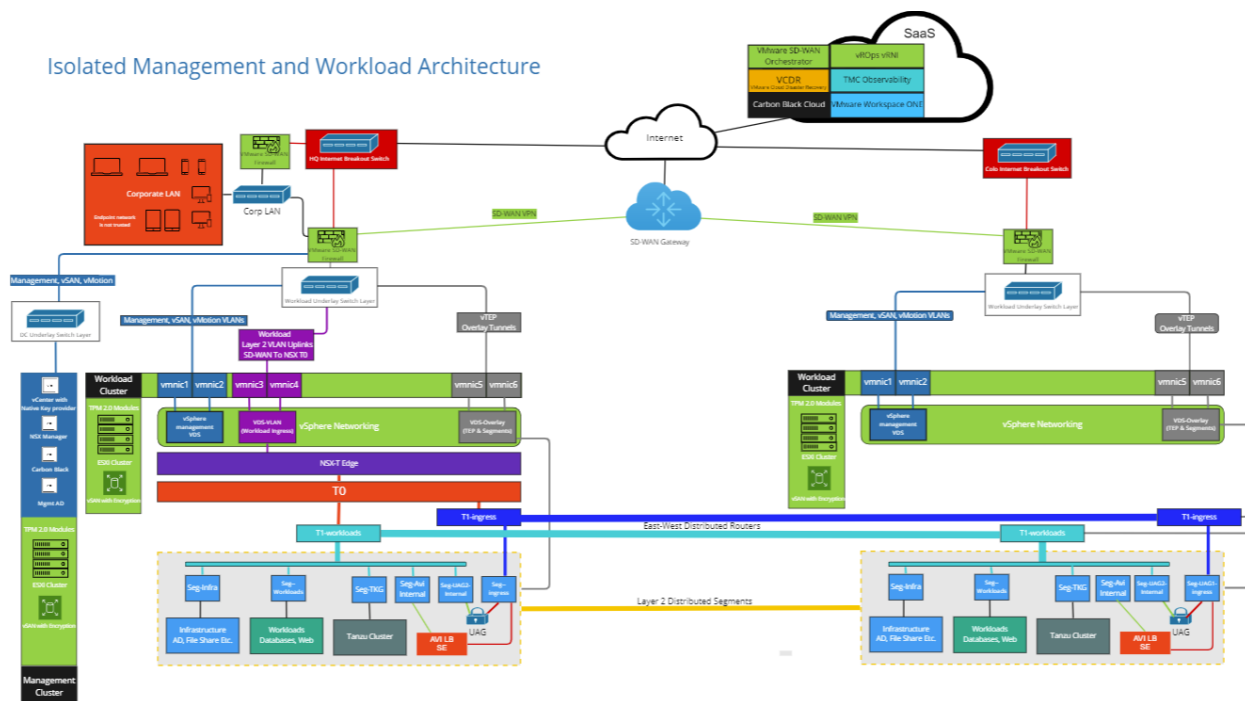 SaaS
VMware SD-WAN
Orchestrator
vROps vRNI
VCDR
VMware Cloud Disaster Recovery
TMC Observability
Carbon Black Cloud
VMware Workspace ONE
Isolated Management and Workload Architecture
Internet
VMware SD-WAN
Firewall
HQ Internet Breakout Switch
Colo Internet Breakout Switch
Corporate LAN
Endpoint network
is not trusted
Corp LAN
SD-WAN VPN
SD-WAN VPN
SD-WAN Gateway
VMware SD-WAN
Firewall
VMware SD-WAN
Firewall
Management, vSAN, vMotion
DC Underlay Switch Layer
Workload Underlay Switch Layer
Workload Underlay Switch Layer
Management, vSAN, vMotion VLANs
vTEP
Overlay Tunnels
Management, vSAN, vMotion VLANs
vTEP
Overlay Tunnels
Workload
Layer 2 VLAN Uplinks
SD-WAN To NSX T0
vCenter with
Native Key provider
NSX Manager
Carbon Black
Mgmt AD
TPM 2.0 Modules
ESXI Cluster
vSAN with Encryption
Management
Cluster
Workload
Cluster
TPM 2.0 Modules
ESXI Cluster
vSAN with Encryption
vmnic1
vmnic2
vmnic3
vmnic4
vmnic5
vmnic6
vSphere
management
VDS
VDS-VLAN
(Workload Ingress)
vSphere Networking
VDS-Overlay
(TEP & Segments)
NSX-T Edge
T0
T1-ingress
East-West Distributed Routers
T1-workloads
Seg-Infra
Seg--
Workloads
Seg-TKG
Seg-Avi
Internal
Seg-UAG2-
Internal
Seg--
ingress
Infrastructure
AD, File Share Etc.
Workloads
Databases, Web
Tanzu Cluster
AVI LB
SE
UAG
Layer 2 Distributed Segments
Workload
Cluster
TPM 2.0 Modules
ESXI Cluster
vSAN with Encryption
vmnic1
vmnic2
vmnic5
vmnic6
vSphere
management
VDS
vSphere Networking
VDS-Overlay
(TEP & Segments)
T1-ingress
T1-workloads
Seg-Infra
Seg--
Workloads
Seg-TKG
Seg-Avi
Internal
Seg-UAG2-
Internal
Seg-UAG1-
ingress
Infrastructure
AD, File Share Etc.
Workloads
Databases, Web
Tanzu Cluster
AVI LB
SE
UAG